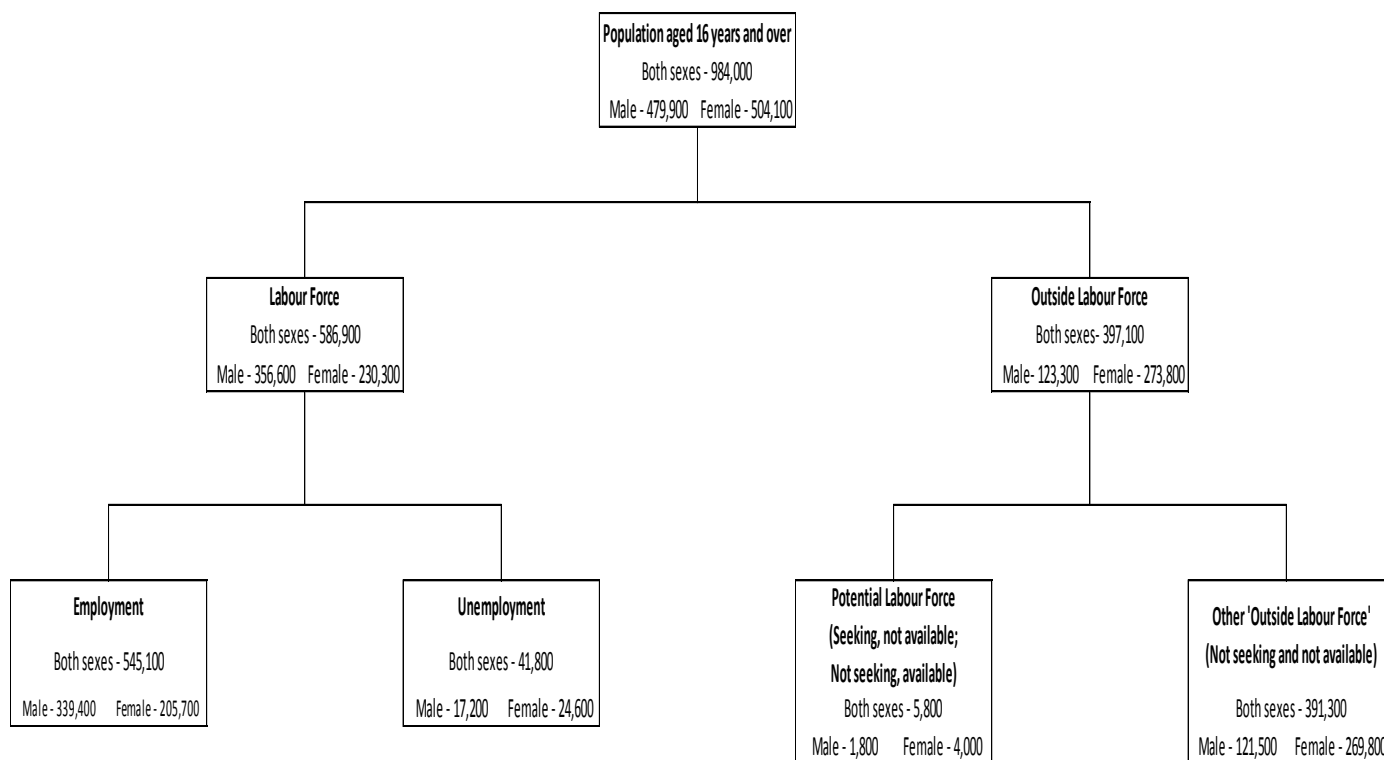 Population aged 16 years and over
Both sexes - 984,000
Male - 479,900 Female - 504,100
Labour Force
Both sexes - 586,900
Male - 356,600 Female - 230,300
Outside Labour Force
Both sexes- 397,100
Male- 123,300 Female - 273,800
Employment
Both sexes - 545,100
Male - 339,400 Female - 205,700
Unemployment
Both sexes - 41,800
Male - 17,200 Female - 24,600
Potential Labour Force
(Seeking, not available;
Not seeking, available)
Both sexes - 5,800
Male - 1,800 Female - 4,000
Other 'Outside Labour Force'
(Not seeking and not available)
Both sexes - 391,300
Male - 121,500 Female - 269,800